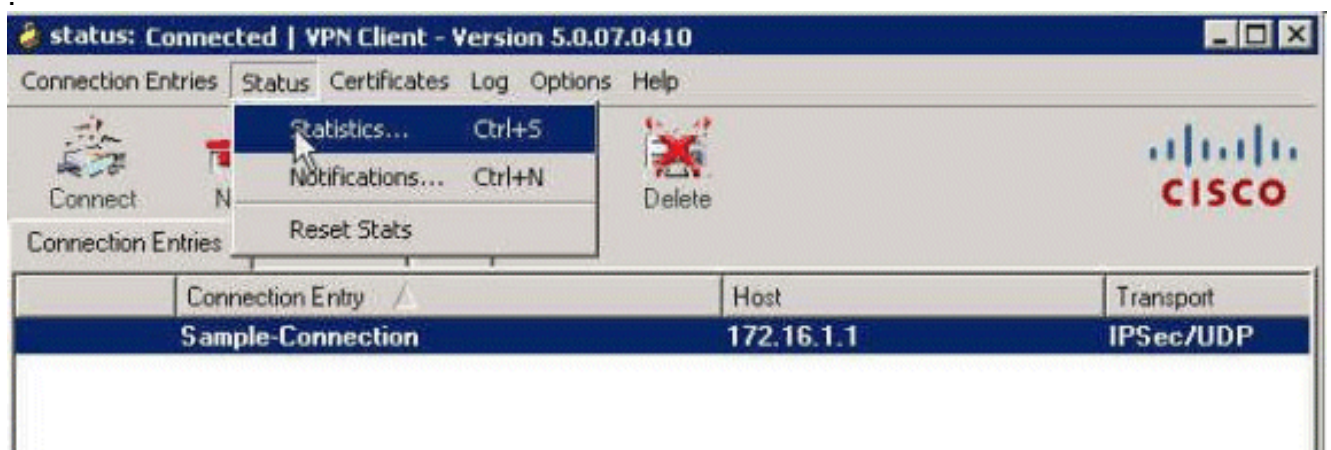 status: Connected | VPN Client - Version 5.0.07.0410
Connection Entries Status Certificates Log Options Help
Statistics... Ctrl+S
Notifications... Ctrl+N
Reset Stats
Connect
N
Delete
CISCO
Connection Entries
Connection Entry Host Transport
Sample-Connection 172.16.1.1 IPSec/UDP